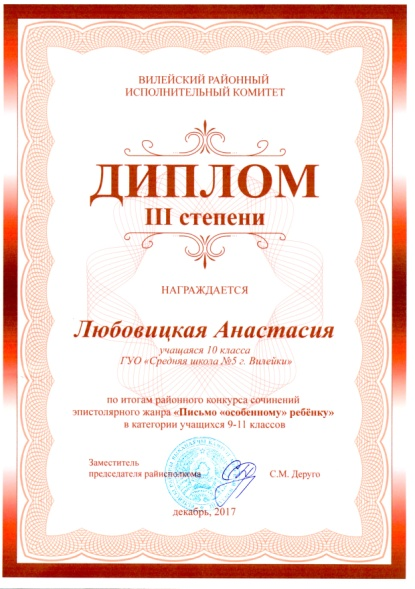 ВИЛЕЙСКИЙ РАЙОННЫЙ
ИСПОЛНИТЕЛЬНЫЙ КОМИТЕТ
ДИПЛОМ
III степени
НАГРАЖДАЕТСЯ
Любовицкая Анастасия
учащаяся 10 класса
ГУО «Средняя школа №5 г. Вилейки»
по итогам районного конкурса сочинений
эпистолярного жанра «Письмо «особенному» ребёнку»
в категории учащихся 9-11 классов
Заместитель
председателя райисполкома С.М. Деруго
декабрь, 2017